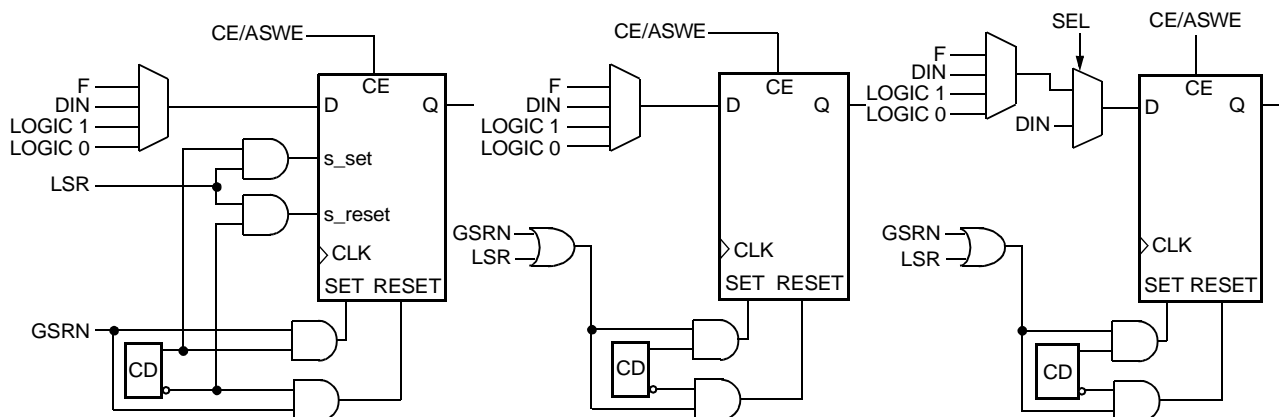 CE/ASWE
F
DIN
LOGIC 1
LOGIC 0
CE
D
Q
s_set
LSR
s_reset
CLK
SET RESET
GSRN
CD
CE/ASWE
F
DIN
LOGIC 1
LOGIC 0
CE
D
Q
GSRN
LSR
CLK
SET RESET
CD
SEL
CE/ASWE
F
DIN
LOGIC 1
LOGIC 0
DIN
CE
D
Q
GSRN
LSR
CLK
SET RESET
CD